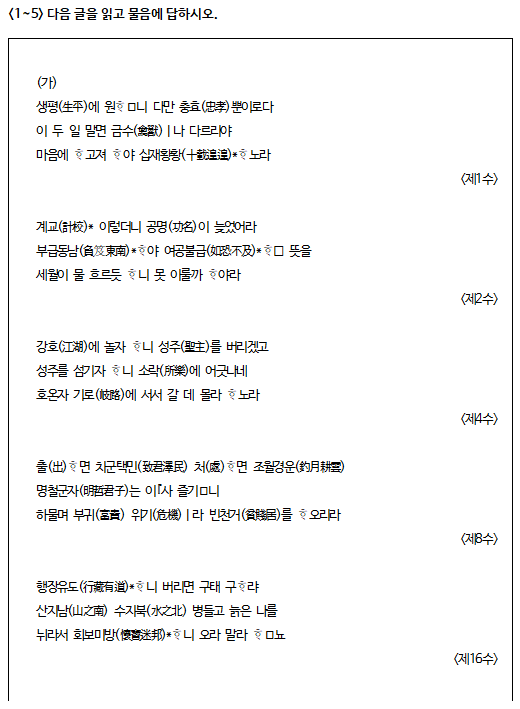 <1~5> 다음 글을 읽고 물음에 답하시오.
(가)
생평(生平)에 원ᄒᆞ□니 다만 충효(忠孝)뿐이로다
이 두 일 말면 금수(禽獸)ㅣ나 다르리야
마음에 ᄒᆞ고져 ᄒᆞ야 십재황황(十載遑遑)*ᄒᆞ노라
<제1수>
계교(計校)* 이렇더니 공명(功名)이 늦었어라
부급동남(負笈東南)*ᄒᆞ야 여공불급(如恐不及)*ᄒᆞ□ 뜻을
세월이 물 흐르듯 ᄒᆞ니 못 이룰까 ᄒᆞ야라
<제2수>
강호(江湖)에 놀자 ᄒᆞ니 성주(聖主)를 버리겠고
성주를 섬기자 ᄒᆞ니 소락(所樂)에 어긋나네
호온자 기로(岐路)에 서서 갈 데 몰라 ᄒᆞ노라
<제4수>
출(出)ᄒᆞ면 치군택민(致君澤民) 처(處)ᄒᆞ면 조월경운(釣月耕雲)
명철군자(明哲君子)는 이ᄅᆞ사 즐기□니
하물며 부귀(富貴) 위기(危機)ㅣ라 빈천거(貧賤居)를 ᄒᆞ오리라
<제8수>
행장유도(行藏有道)*ᄒᆞ니 버리면 구태 구ᄒᆞ랴
산지남(山之南) 수지북(水之北) 병들고 늙은 나를
뉘라서 회보미방(懷寶迷邦)*ᄒᆞ니 오라 말라 ᄒᆞ□뇨
<제16수>